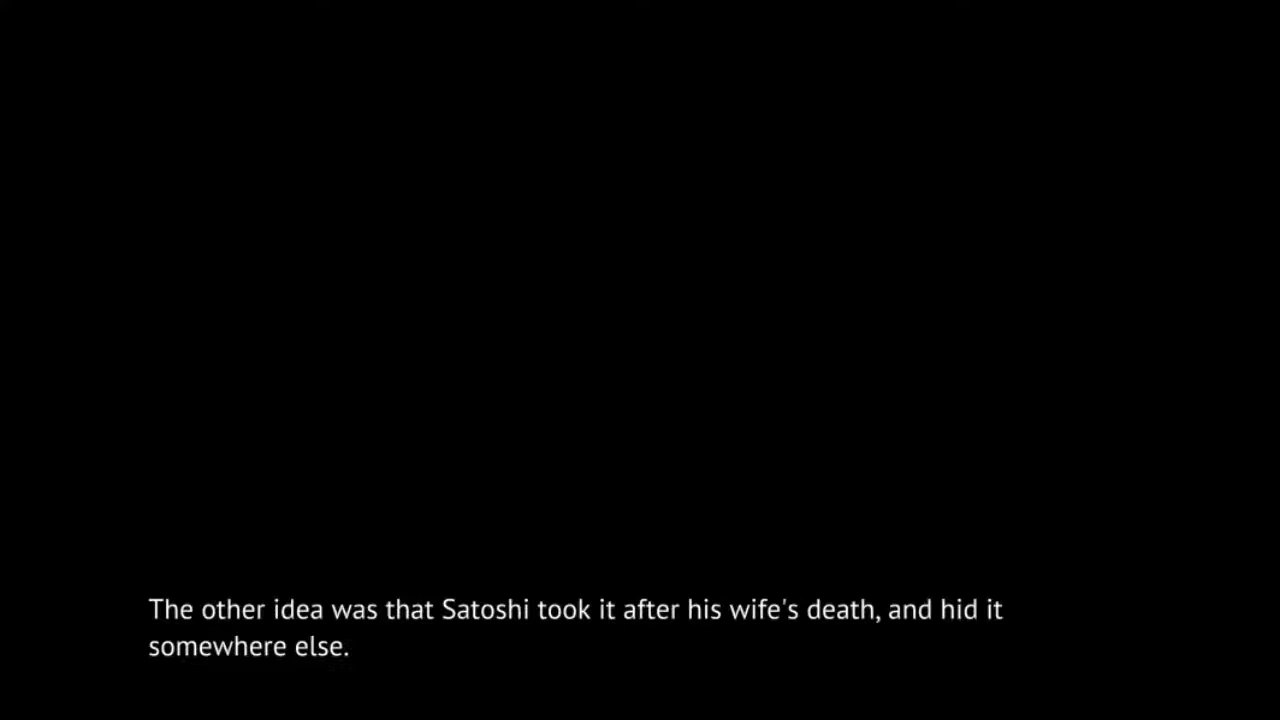 The other idea was that Satoshi took it after his wife's death, and hid it
somewhere else.